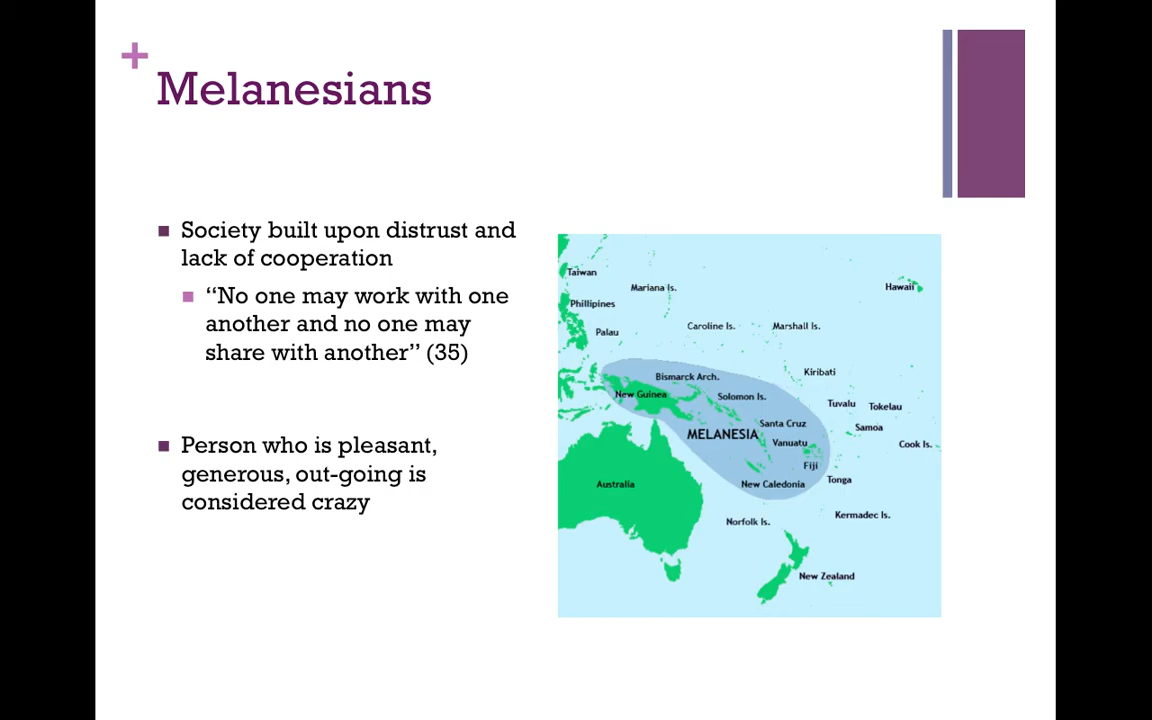 +
Melanesians
■ Society built upon distrust and
lack of cooperation
■ “No one may work with one
another and no one may
share with another” (35)
■ Person who is pleasant,
generous, out-going is
considered crazy
Taiwan
Mariana Is.
Hawaii
Phillipines
Palau
Caroline Is.
Marshall Is.
Bismarck Arch.
Kiribati
New Guinea
Solomon Is.
Tuvalu
Tokelau
Santa Cruz
Samoa
MELANESIA
Vanuatu
Cook Is.
Fiji
Tonga
Australia
New Caledonia
Norfolk Is.
Kermadec Is.
New Zealand